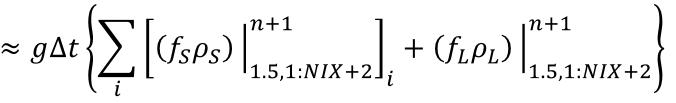 ≈ gΔt{∑_i [(f_S ρ_S)|^{n+1}_{1.5,1:NIX+2}]_i + (f_L ρ_L)|^{n+1}_{1.5,1:NIX+2}}